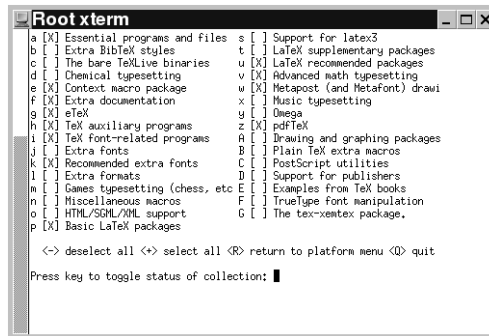 Root xterm
a [X] Essential programs and files s [ ] Support for latex3
b [ ] Extra BibTeX styles t [ ] LaTeX supplementary packages
c [ ] The bare TeXLive binaries u [X] LaTeX recommended packages
d [ ] Chemical typesetting v [X] Advanced math typesetting
e [X] Context macro package w [X] Metapost (and Metafont) drawi
f [X] Extra documentation x [ ] Music typesetting
g [X] eTeX y [ ] Omega
h [X] TeX auxiliary programs z [X] pdfTeX
i [X] TeX font-related programs A [ ] Drawing and graphing packages
j [ ] Extra fonts B [ ] Plain TeX extra macros
k [X] Recommended extra fonts C [ ] PostScript utilities
l [ ] Extra formats D [ ] Support for publishers
m [ ] Games typesetting (chess, etc E [ ] Examples from TeX books
n [ ] Miscellaneous macros F [ ] TrueType font manipulation
o [ ] HTML/SGML/XML support G [ ] The tex-xemtex package.
p [X] Basic LaTeX packages
<-> deselect all <+> select all <R> return to platform menu <Q> quit
Press key to toggle status of collection: